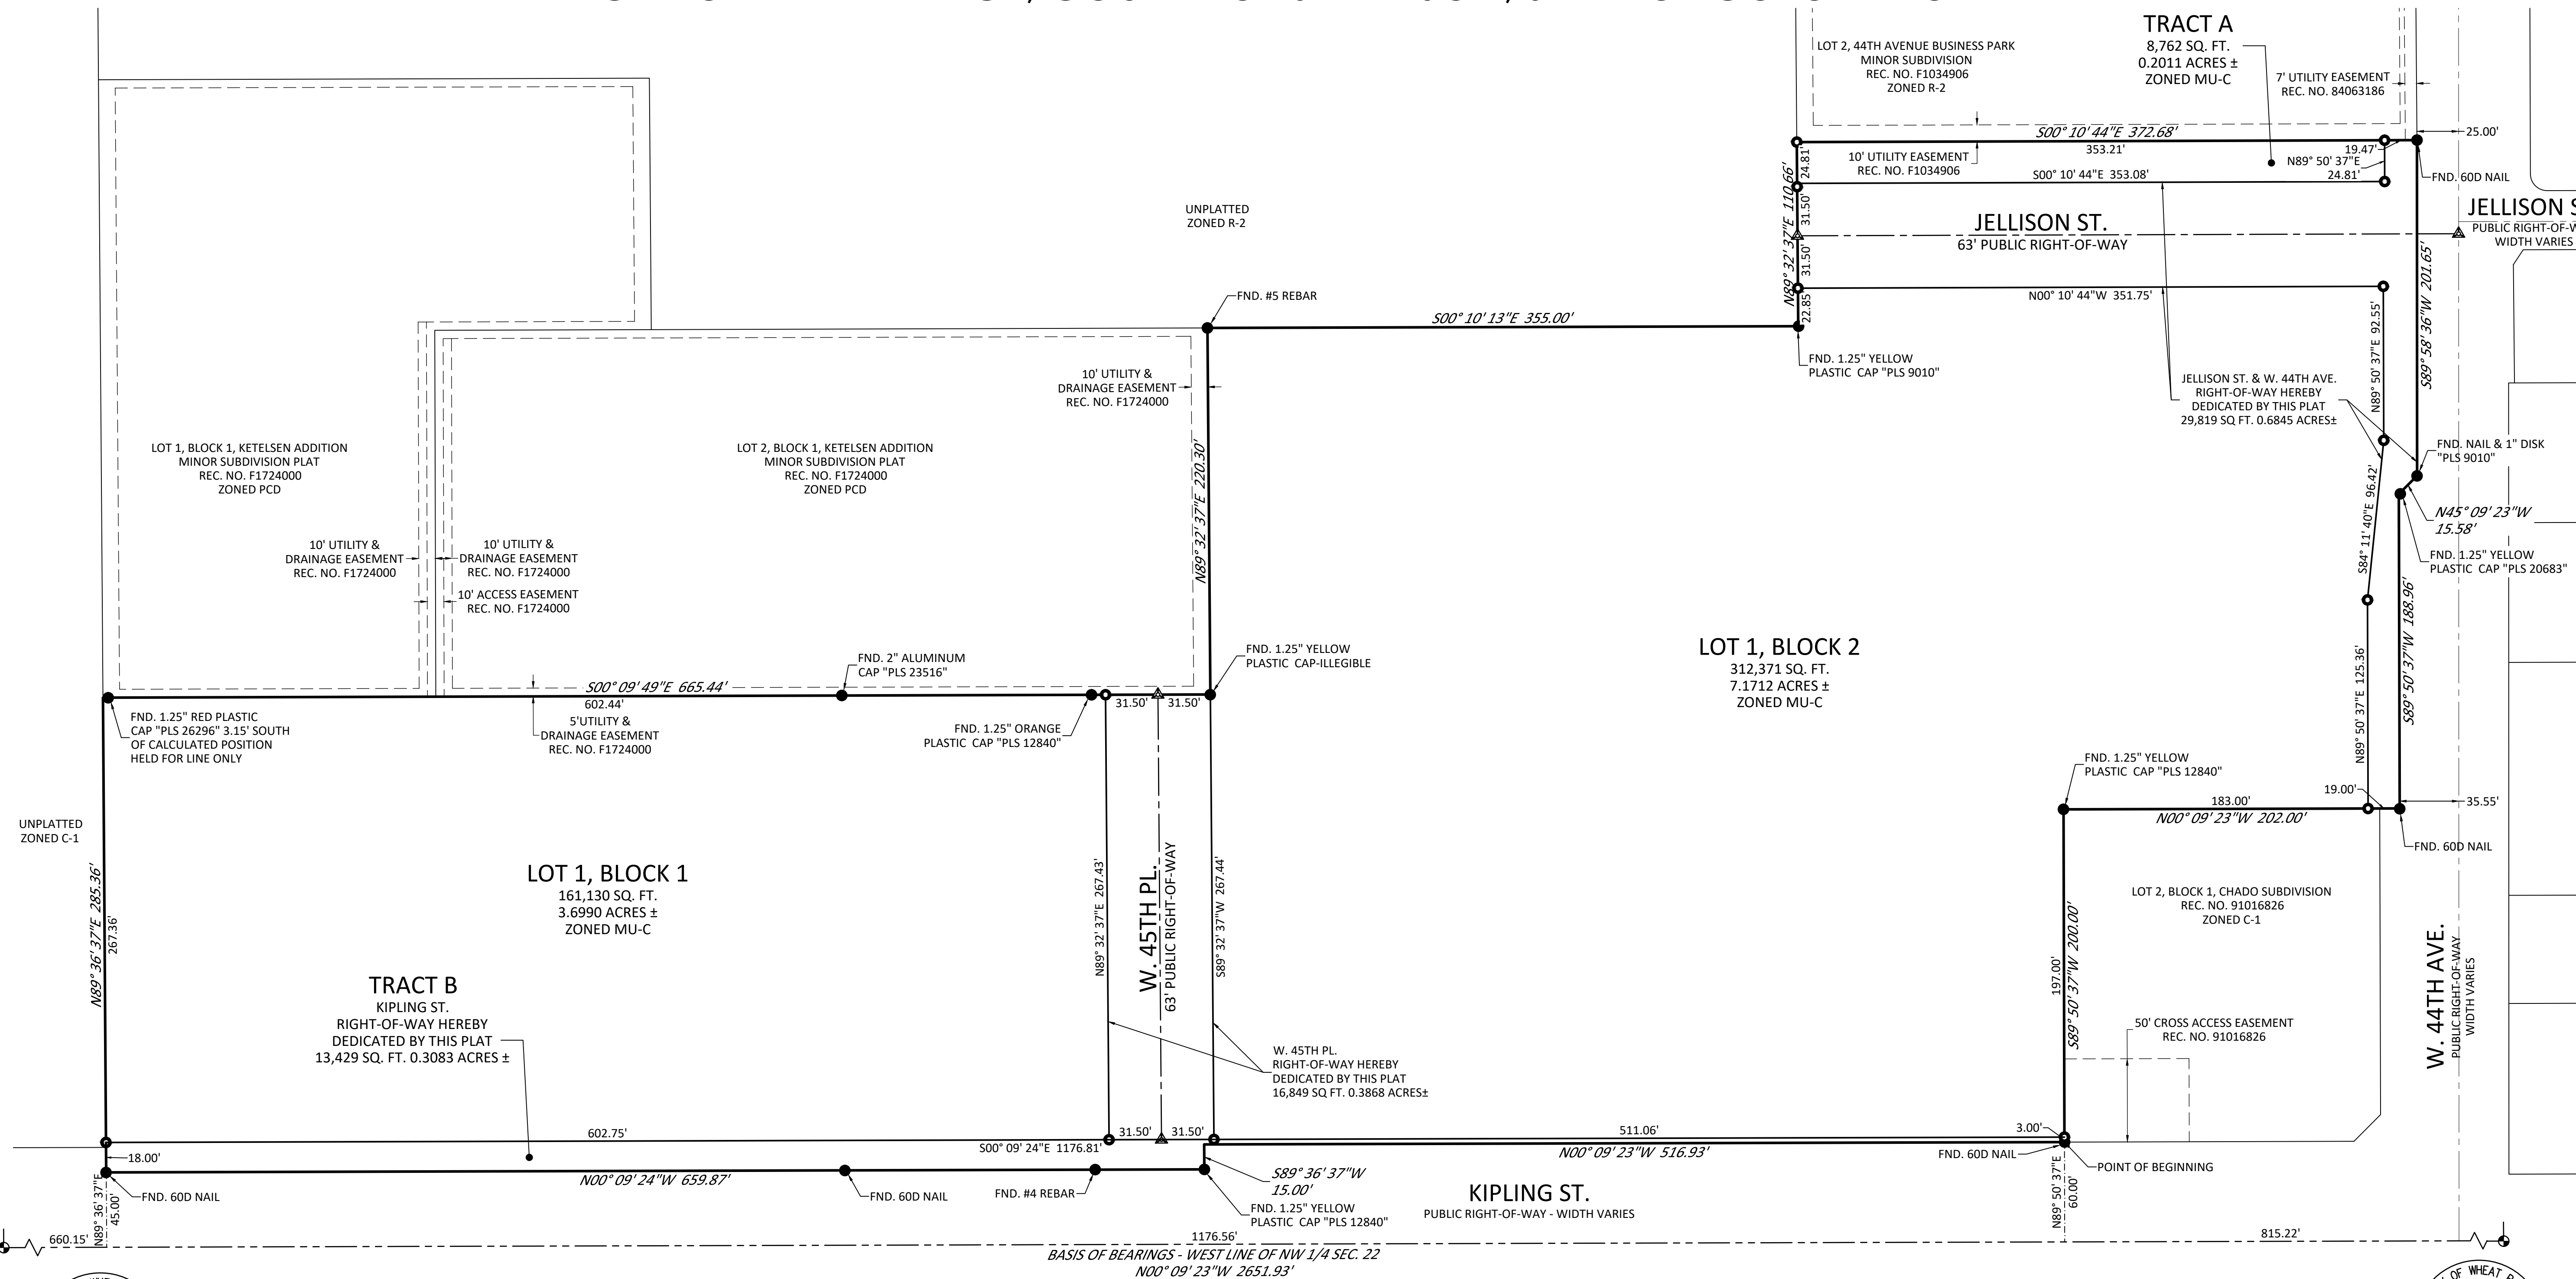 TRACT A
8,762 SQ. FT.
0.2011 ACRES ±
ZONED MU-C
LOT 2, 44TH AVENUE BUSINESS PARK
MINOR SUBDIVISION
REC. NO. F1034906
ZONED R-2
7' UTILITY EASEMENT
REC. NO. 84063186
S00° 10' 44"E 372.68'
353.21'
19.47'
25.00'
10' UTILITY EASEMENT
REC. NO. F1034906
N89° 50' 37"E
24.81'
S00° 10' 44"E 353.08'
FND. 60D NAIL
N89° 32' 37"E 110.66'
24.81'
31.50'
31.50'
22.85'
JELLISON ST.
63' PUBLIC RIGHT-OF-WAY
JELLISON S
PUBLIC RIGHT-OF-W
WIDTH VARIES
UNPLATTED
ZONED R-2
N00° 10' 44"W 351.75'
S89° 58' 36"W 201.65'
N89° 50' 37"E 92.55'
FND. #5 REBAR
S00° 10' 13"E 355.00'
FND. 1.25" YELLOW
PLASTIC CAP "PLS 9010"
10' UTILITY &
DRAINAGE EASEMENT
REC. NO. F1724000
JELLISON ST. & W. 44TH AVE.
RIGHT-OF-WAY HEREBY
DEDICATED BY THIS PLAT
29,819 SQ FT. 0.6845 ACRES±
FND. NAIL & 1" DISK
"PLS 9010"
LOT 1, BLOCK 1, KETELSEN ADDITION
MINOR SUBDIVISION PLAT
REC. NO. F1724000
ZONED PCD
LOT 2, BLOCK 1, KETELSEN ADDITION
MINOR SUBDIVISION PLAT
REC. NO. F1724000
ZONED PCD
N89° 32' 37"E 220.30'
S84° 11' 40"E 96.42'
N45° 09' 23"W
15.58'
10' UTILITY &
DRAINAGE EASEMENT
REC. NO. F1724000
10' UTILITY &
DRAINAGE EASEMENT
REC. NO. F1724000
10' ACCESS EASEMENT
REC. NO. F1724000
FND. 1.25" YELLOW
PLASTIC CAP "PLS 20683"
S89° 50' 37"W 188.96'
N89° 50' 37"E 125.36'
FND. 2" ALUMINUM
CAP "PLS 23516"
FND. 1.25" YELLOW
PLASTIC CAP-ILLEGIBLE
LOT 1, BLOCK 2
312,371 SQ. FT.
7.1712 ACRES ±
ZONED MU-C
S00° 09' 49"E 665.44'
602.44'
31.50'
31.50'
FND. 1.25" RED PLASTIC
CAP "PLS 26296" 3.15' SOUTH
OF CALCULATED POSITION
HELD FOR LINE ONLY
5'UTILITY &
DRAINAGE EASEMENT
REC. NO. F1724000
FND. 1.25" ORANGE
PLASTIC CAP "PLS 12840"
FND. 1.25" YELLOW
PLASTIC CAP "PLS 12840"
19.00'
183.00'
N00° 09' 23"W 202.00'
35.55'
FND. 60D NAIL
UNPLATTED
ZONED C-1
N89° 36' 37"E 285.36'
267.36'
LOT 1, BLOCK 1
161,130 SQ. FT.
3.6990 ACRES ±
ZONED MU-C
N89° 32' 37"E 267.43'
W. 45TH PL.
63' PUBLIC RIGHT-OF-WAY
S89° 32' 37"W 267.44'
LOT 2, BLOCK 1, CHADO SUBDIVISION
REC. NO. 91016826
ZONED C-1
197.00'
S89° 50' 37"W 200.00'
W. 44TH AVE.
PUBLIC RIGHT-OF-WAY
WIDTH VARIES
TRACT B
KIPLING ST.
RIGHT-OF-WAY HEREBY
DEDICATED BY THIS PLAT
13,429 SQ. FT. 0.3083 ACRES ±
50' CROSS ACCESS EASEMENT
REC. NO. 91016826
W. 45TH PL.
RIGHT-OF-WAY HEREBY
DEDICATED BY THIS PLAT
16,849 SQ FT. 0.3868 ACRES±
602.75'
S00° 09' 24"E 1176.81'
31.50'
31.50'
511.06'
3.00'
18.00'
N00° 09' 24"W 659.87'
N00° 09' 23"W 516.93'
FND. 60D NAIL
POINT OF BEGINNING
S89° 36' 37"W
15.00'
N89° 36' 37"E
45.00'
FND. 60D NAIL
FND. 60D NAIL
FND. #4 REBAR
FND. 1.25" YELLOW
PLASTIC CAP "PLS 12840"
KIPLING ST.
PUBLIC RIGHT-OF-WAY - WIDTH VARIES
N89° 50' 37"E
60.00'
660.15'
1176.56'
815.22'
BASIS OF BEARINGS - WEST LINE OF NW 1/4 SEC. 22
N00° 09' 23"W 2651.93'
OF WHEAT